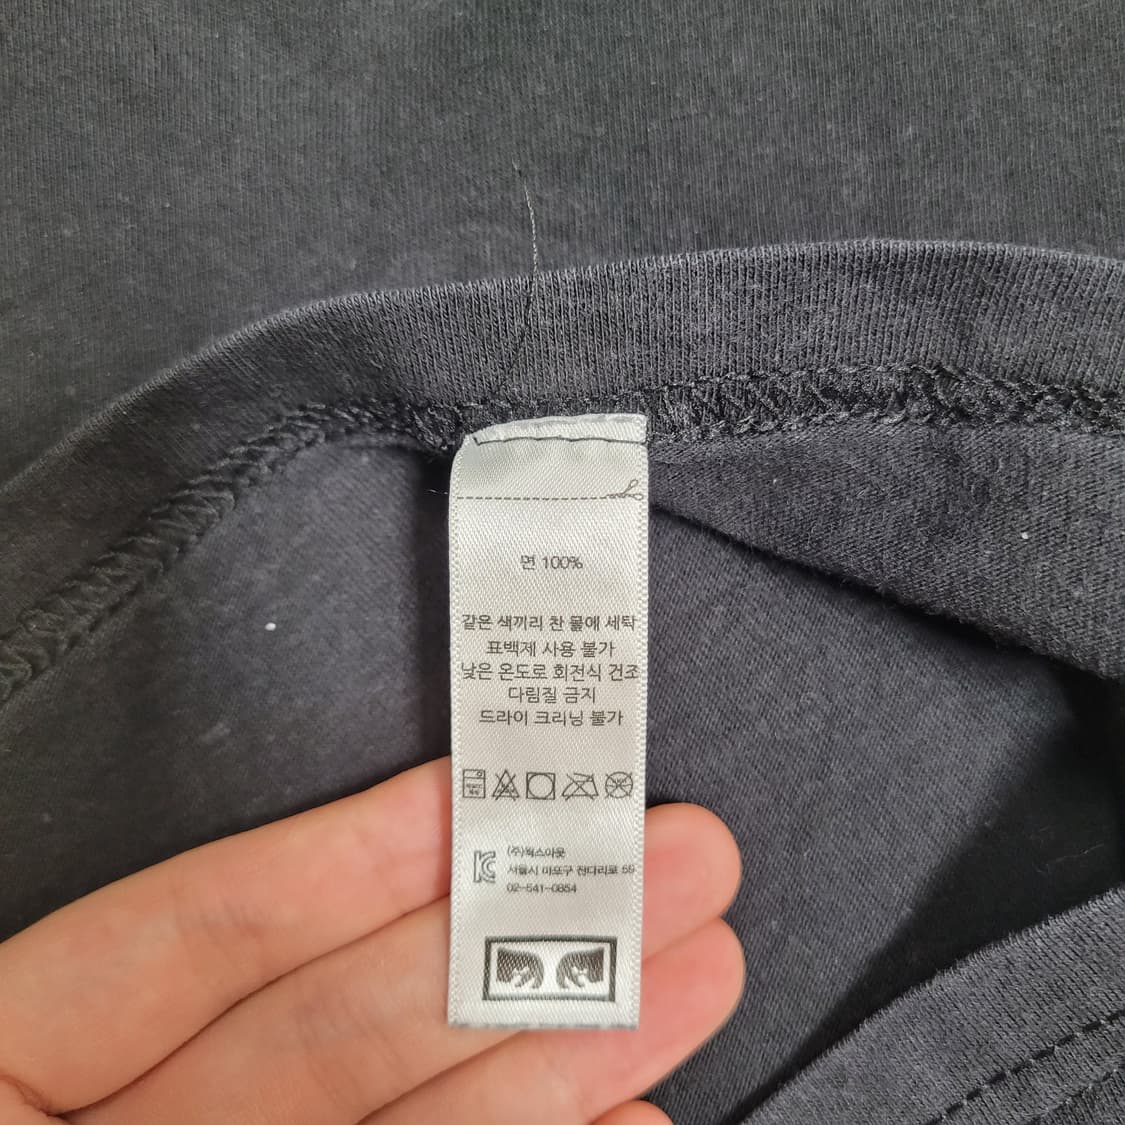 면 100%
같은 색끼리 찬 물에 세탁
표백제 사용 불가
낮은 온도로 회전식 건조
다림질 금지
드라이 크리닝 불가
(주)웍스아웃
서울시 마포구 잔다리로 55
02-541-0854